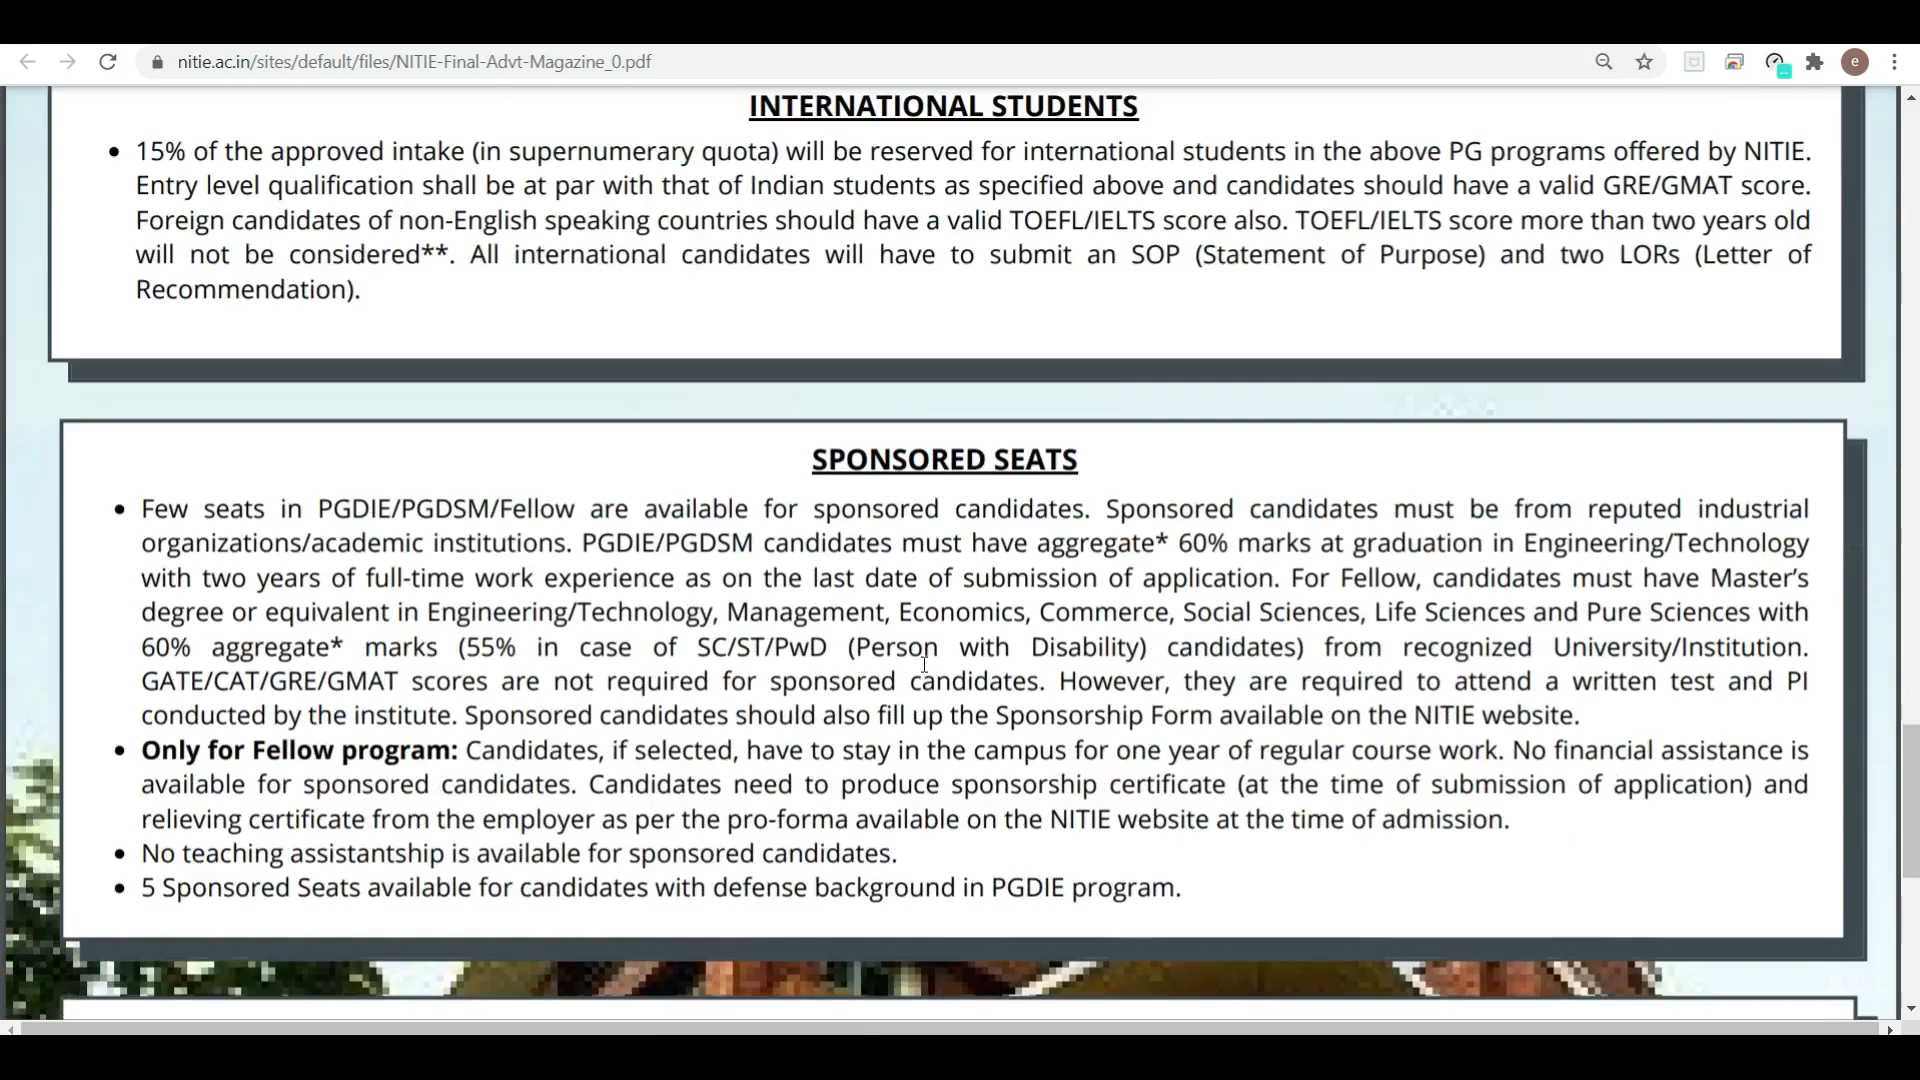 nitie.ac.in/sites/default/files/NITIE-Final-Advt-Magazine_0.pdf
e
INTERNATIONAL STUDENTS
• 15% of the approved intake (in supernumerary quota) will be reserved for international students in the above PG programs offered by NITIE.
Entry level qualification shall be at par with that of Indian students as specified above and candidates should have a valid GRE/GMAT score.
Foreign candidates of non-English speaking countries should have a valid TOEFL/IELTS score also. TOEFL/IELTS score more than two years old
will not be considered**. All international candidates will have to submit an SOP (Statement of Purpose) and two LORs (Letter of
Recommendation).
SPONSORED SEATS
• Few seats in PGDIE/PGDSM/Fellow are available for sponsored candidates. Sponsored candidates must be from reputed industrial
organizations/academic institutions. PGDIE/PGDSM candidates must have aggregate* 60% marks at graduation in Engineering/Technology
with two years of full-time work experience as on the last date of submission of application. For Fellow, candidates must have Master’s
degree or equivalent in Engineering/Technology, Management, Economics, Commerce, Social Sciences, Life Sciences and Pure Sciences with
60% aggregate* marks (55% in case of SC/ST/PwD (Person with Disability) candidates) from recognized University/Institution.
GATE/CAT/GRE/GMAT scores are not required for sponsored candidates. However, they are required to attend a written test and PI
conducted by the institute. Sponsored candidates should also fill up the Sponsorship Form available on the NITIE website.
• Only for Fellow program: Candidates, if selected, have to stay in the campus for one year of regular course work. No financial assistance is
available for sponsored candidates. Candidates need to produce sponsorship certificate (at the time of submission of application) and
relieving certificate from the employer as per the pro-forma available on the NITIE website at the time of admission.
• No teaching assistantship is available for sponsored candidates.
• 5 Sponsored Seats available for candidates with defense background in PGDIE program.